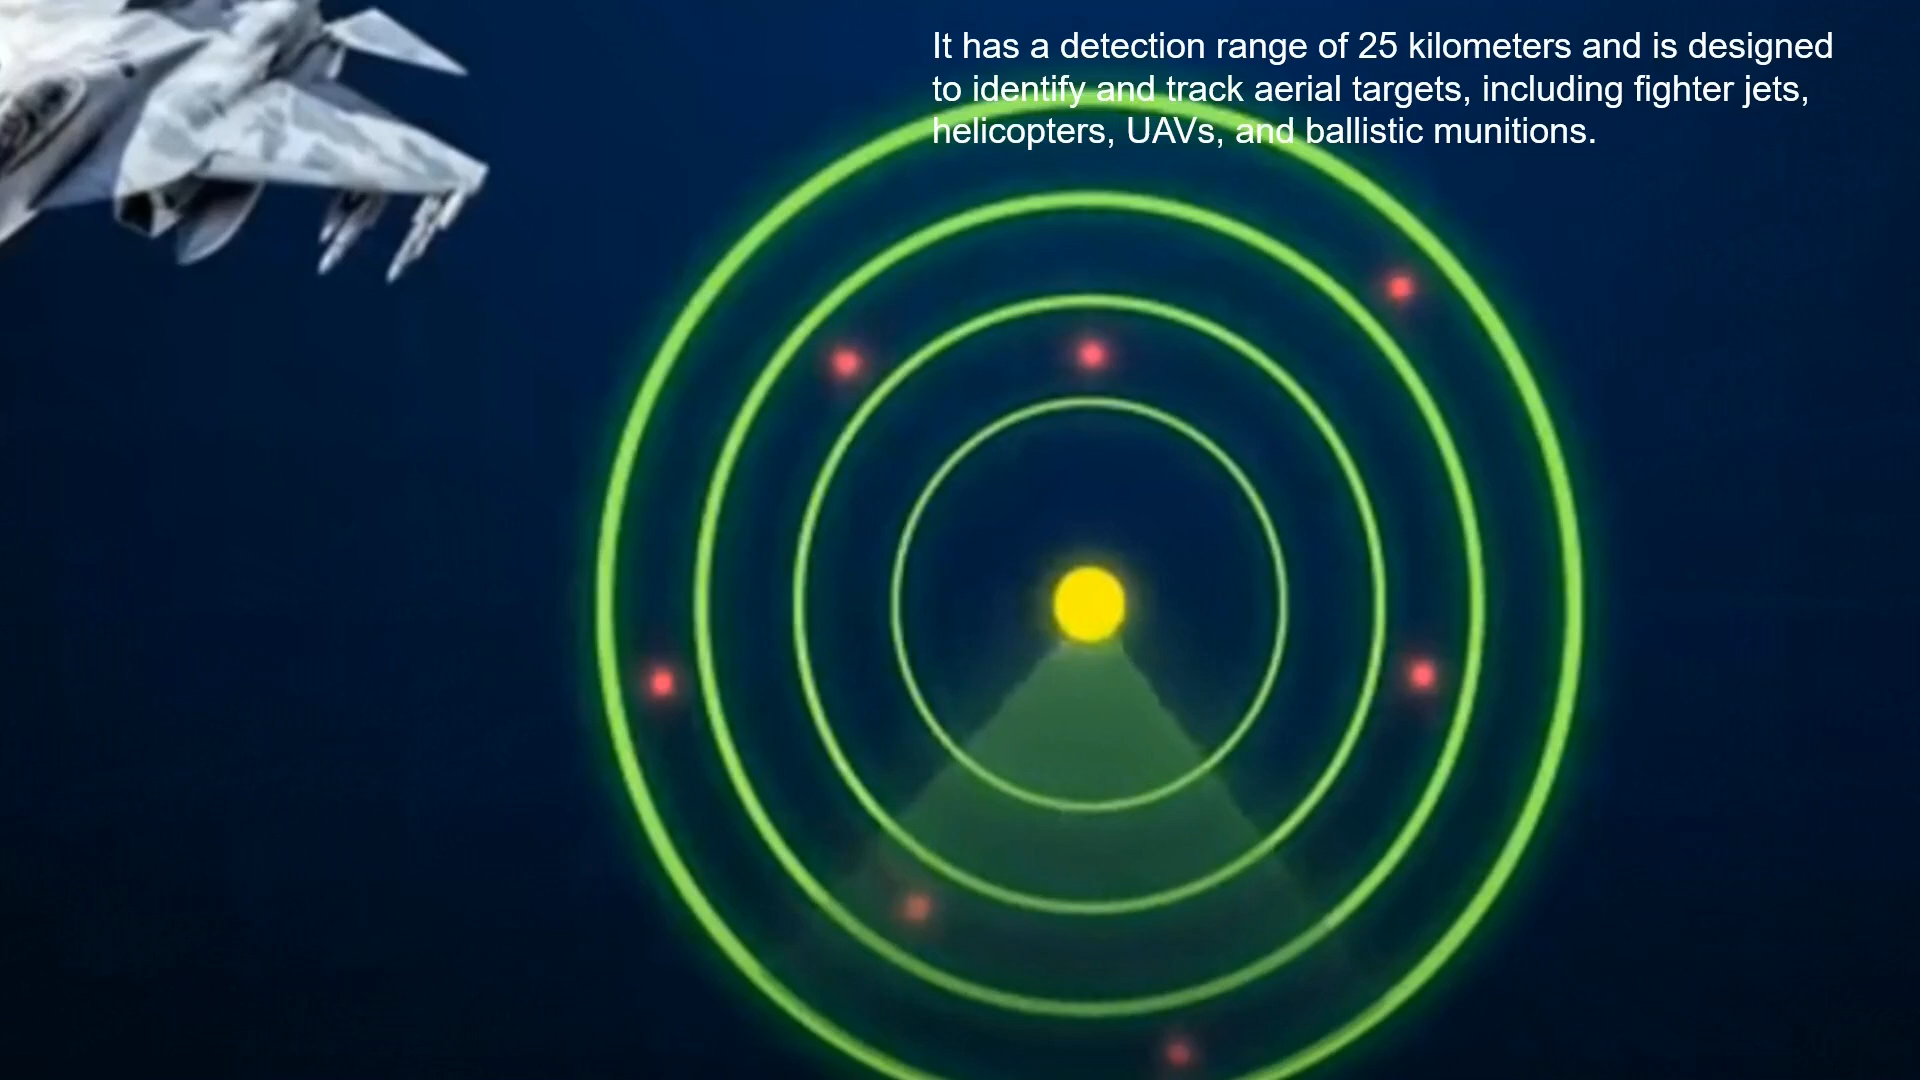 It has a detection range of 25 kilometers and is designed
to identify and track aerial targets, including fighter jets,
helicopters, UAVs, and ballistic munitions.